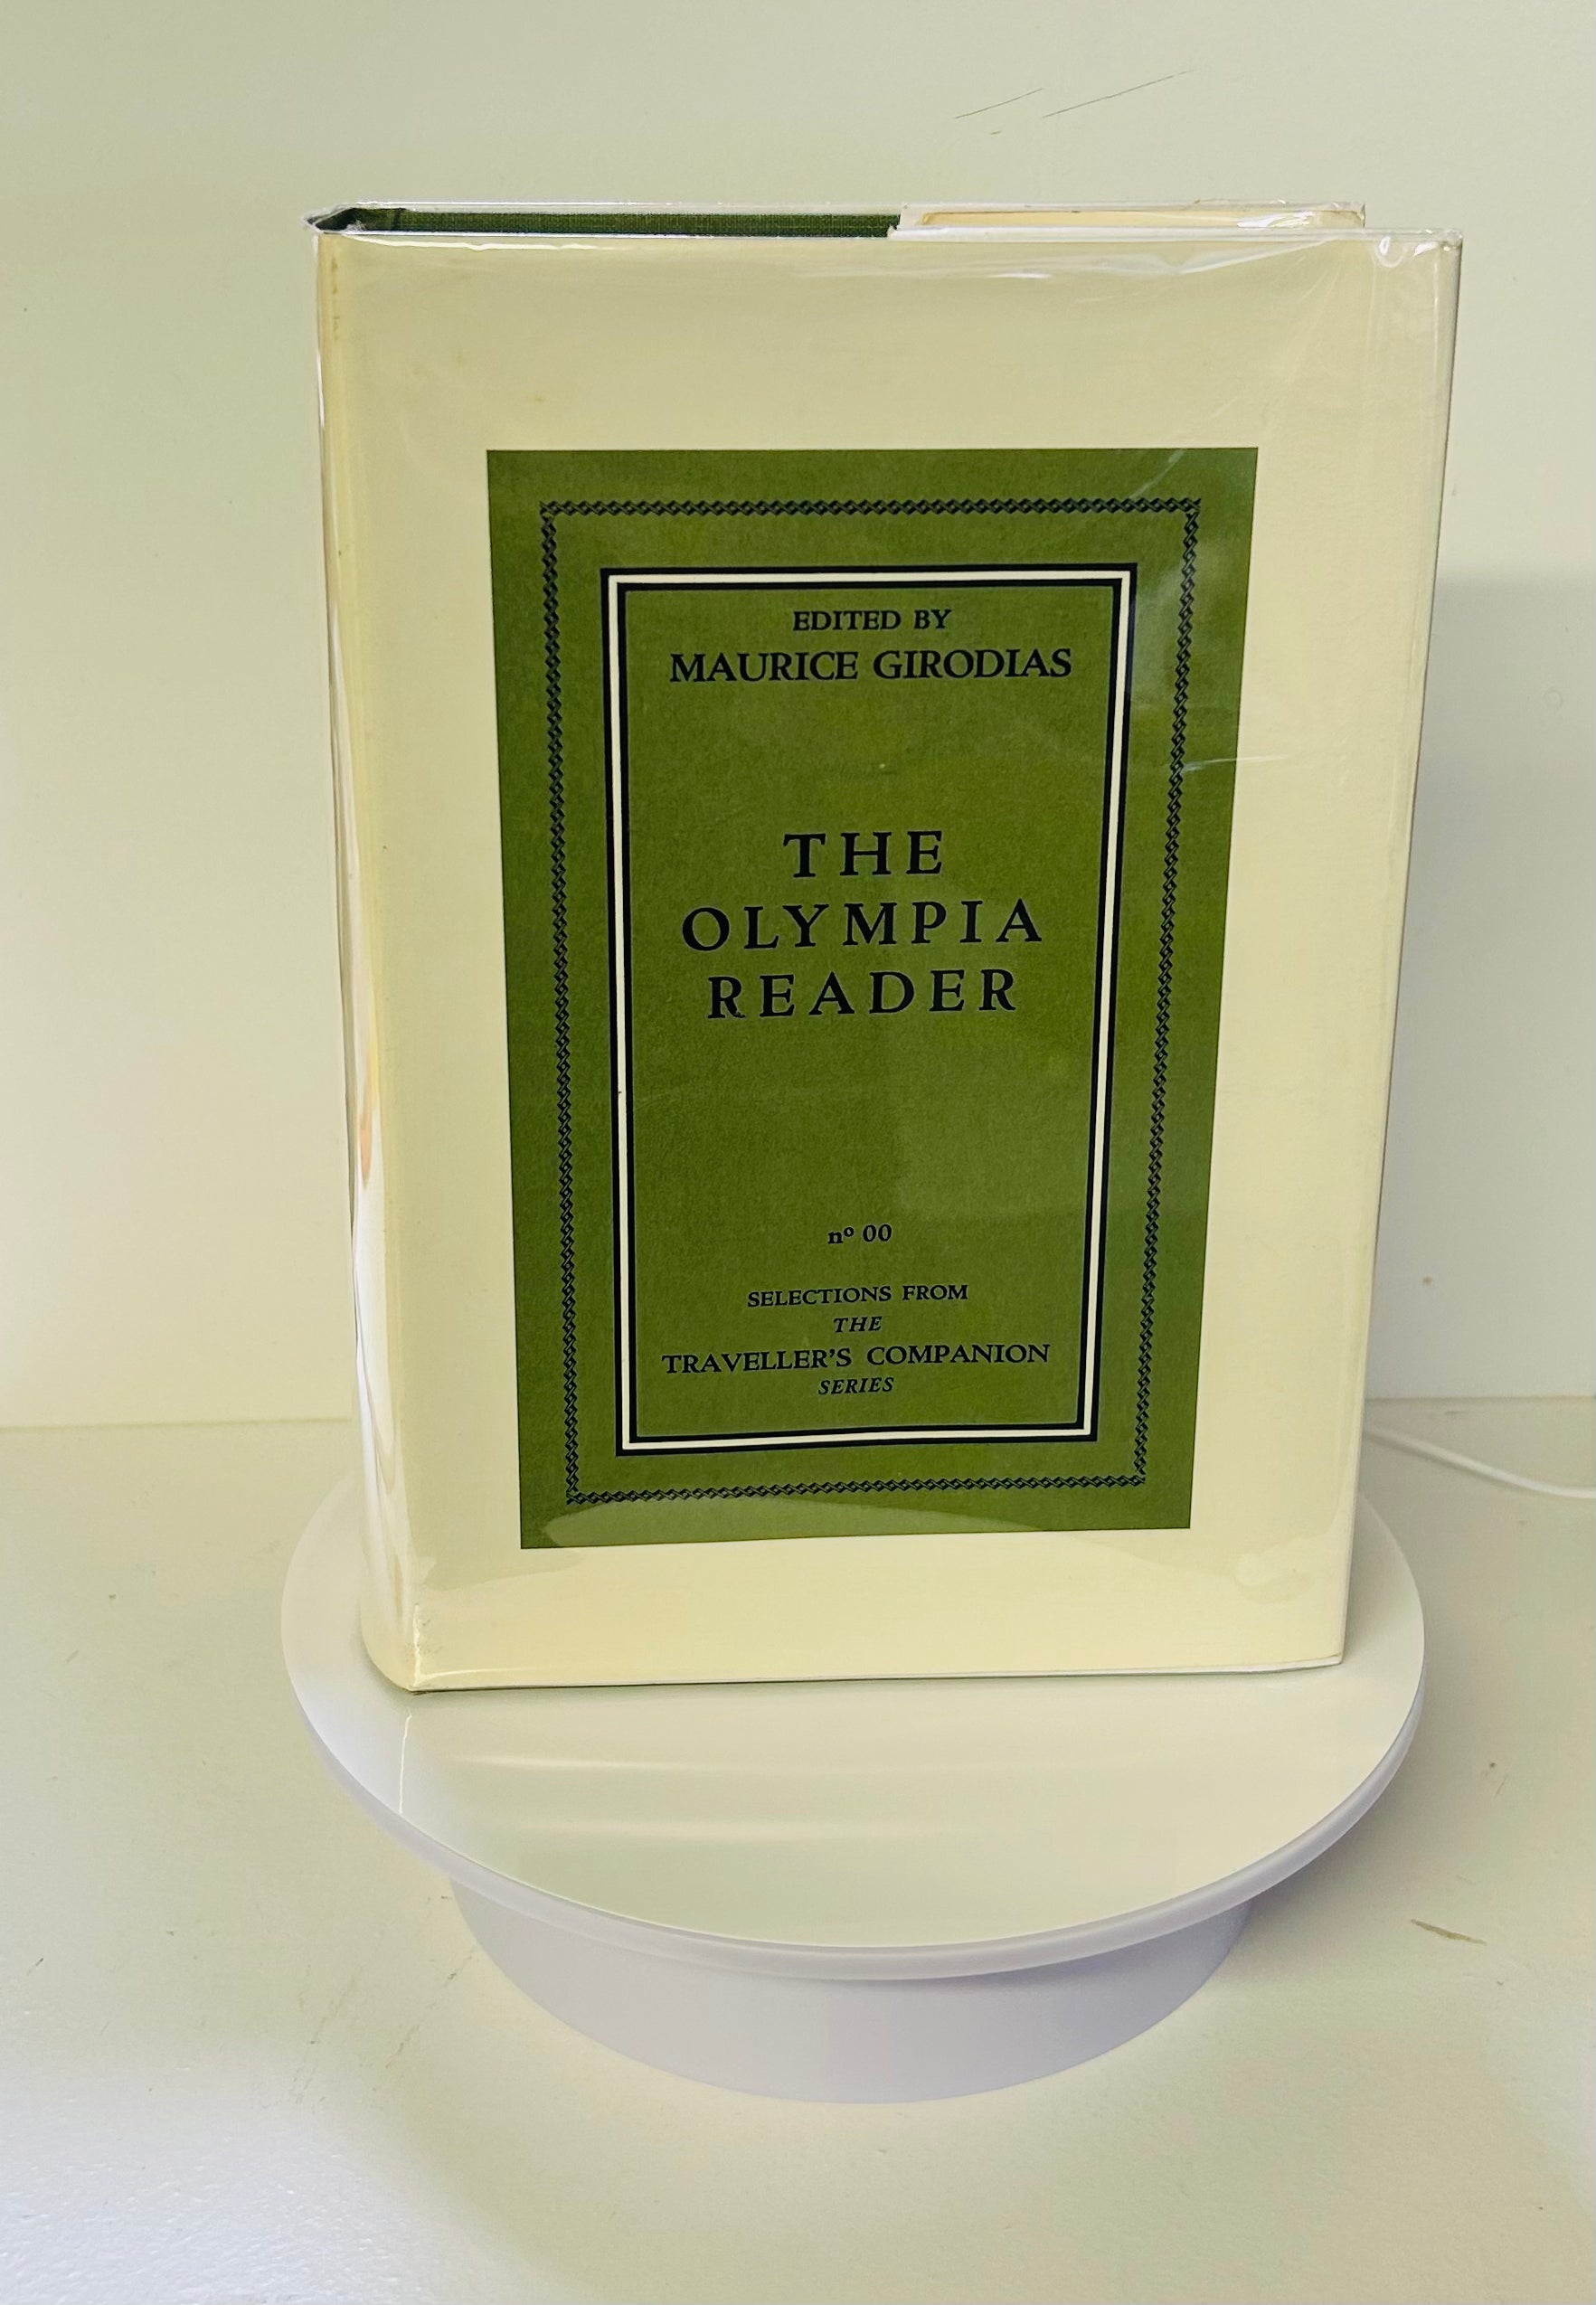 EDITED BY
MAURICE GIRODIAS
THE
OLYMPIA
READER
nº 00
SELECTIONS FROM
THE
TRAVELLER'S COMPANION
SERIES